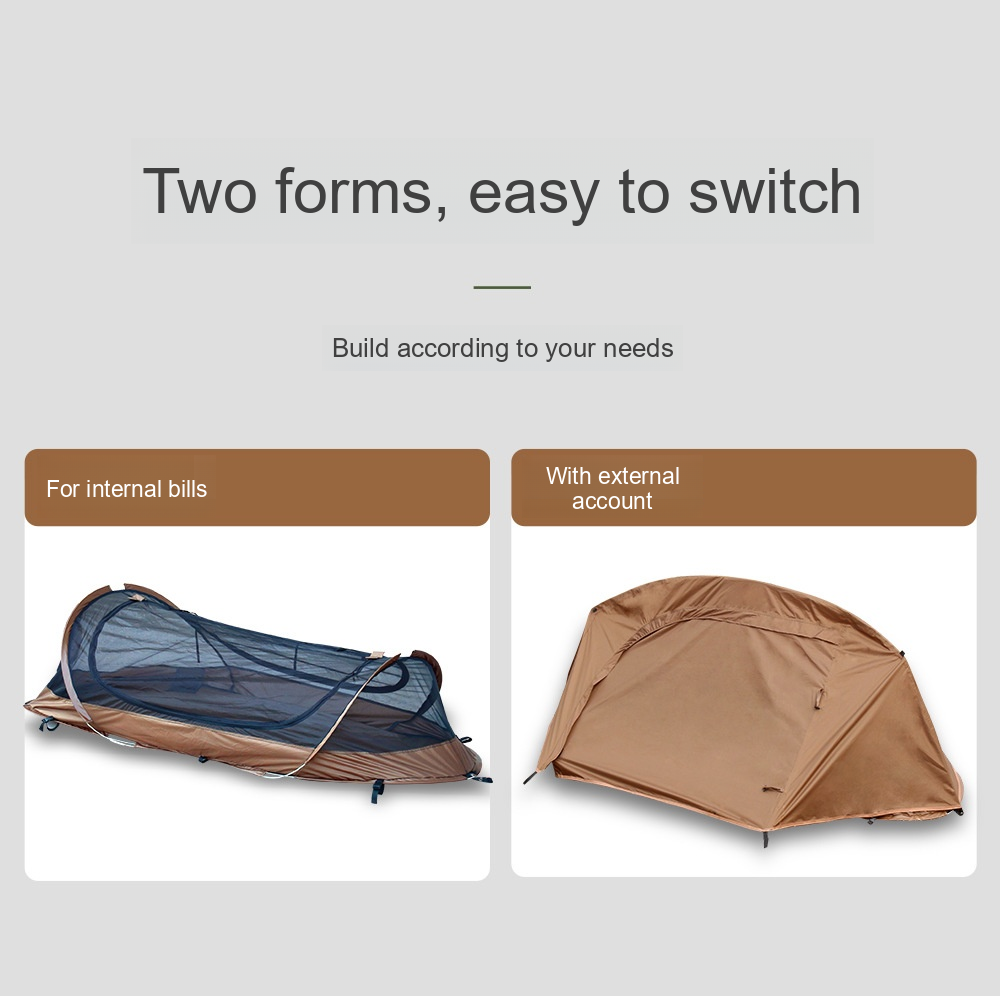 Two forms, easy to switch
Build according to your needs
For internal bills
With external
account